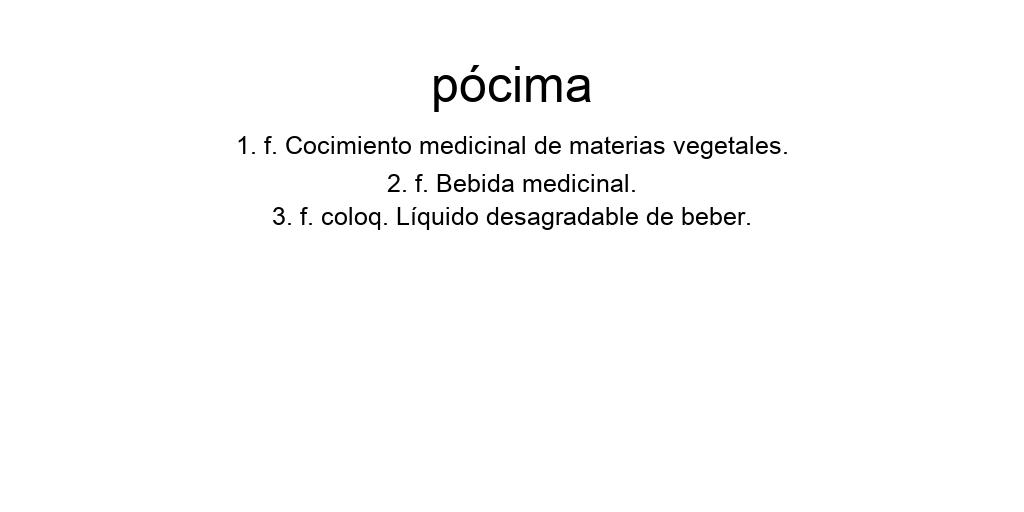 pócima
1. f. Cocimiento medicinal de materias vegetales.
2. f. Bebida medicinal.
3. f. coloq. Líquido desagradable de beber.